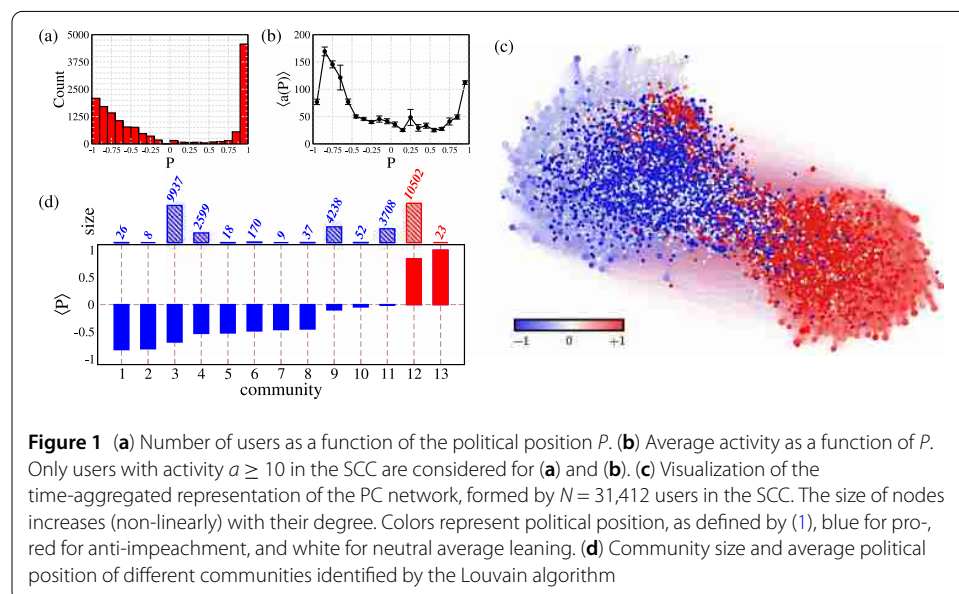 (a)
5000
3750
2500
1250
0
Count
-1 -0.75 -0.5 -0.25 0 0.25 0.5 0.75 1
P
(b)
200
150
100
50
0
⟨a(P)⟩
-1 -0.75 -0.5 -0.25 0 0.25 0.5 0.75 1
P
(c)
−1 0 +1
(d)
size
26 8 9937 2599 18 170 9 37 4238 52 3708 10502 23
1
0.5
0
-0.5
-1
⟨P⟩
1 2 3 4 5 6 7 8 9 10 11 12 13
community
Figure 1 (a) Number of users as a function of the political position P. (b) Average activity as a function of P.
Only users with activity a ≥ 10 in the SCC are considered for (a) and (b). (c) Visualization of the
time-aggregated representation of the PC network, formed by N = 31,412 users in the SCC. The size of nodes
increases (non-linearly) with their degree. Colors represent political position, as defined by (1), blue for pro-,
red for anti-impeachment, and white for neutral average leaning. (d) Community size and average political
position of different communities identified by the Louvain algorithm